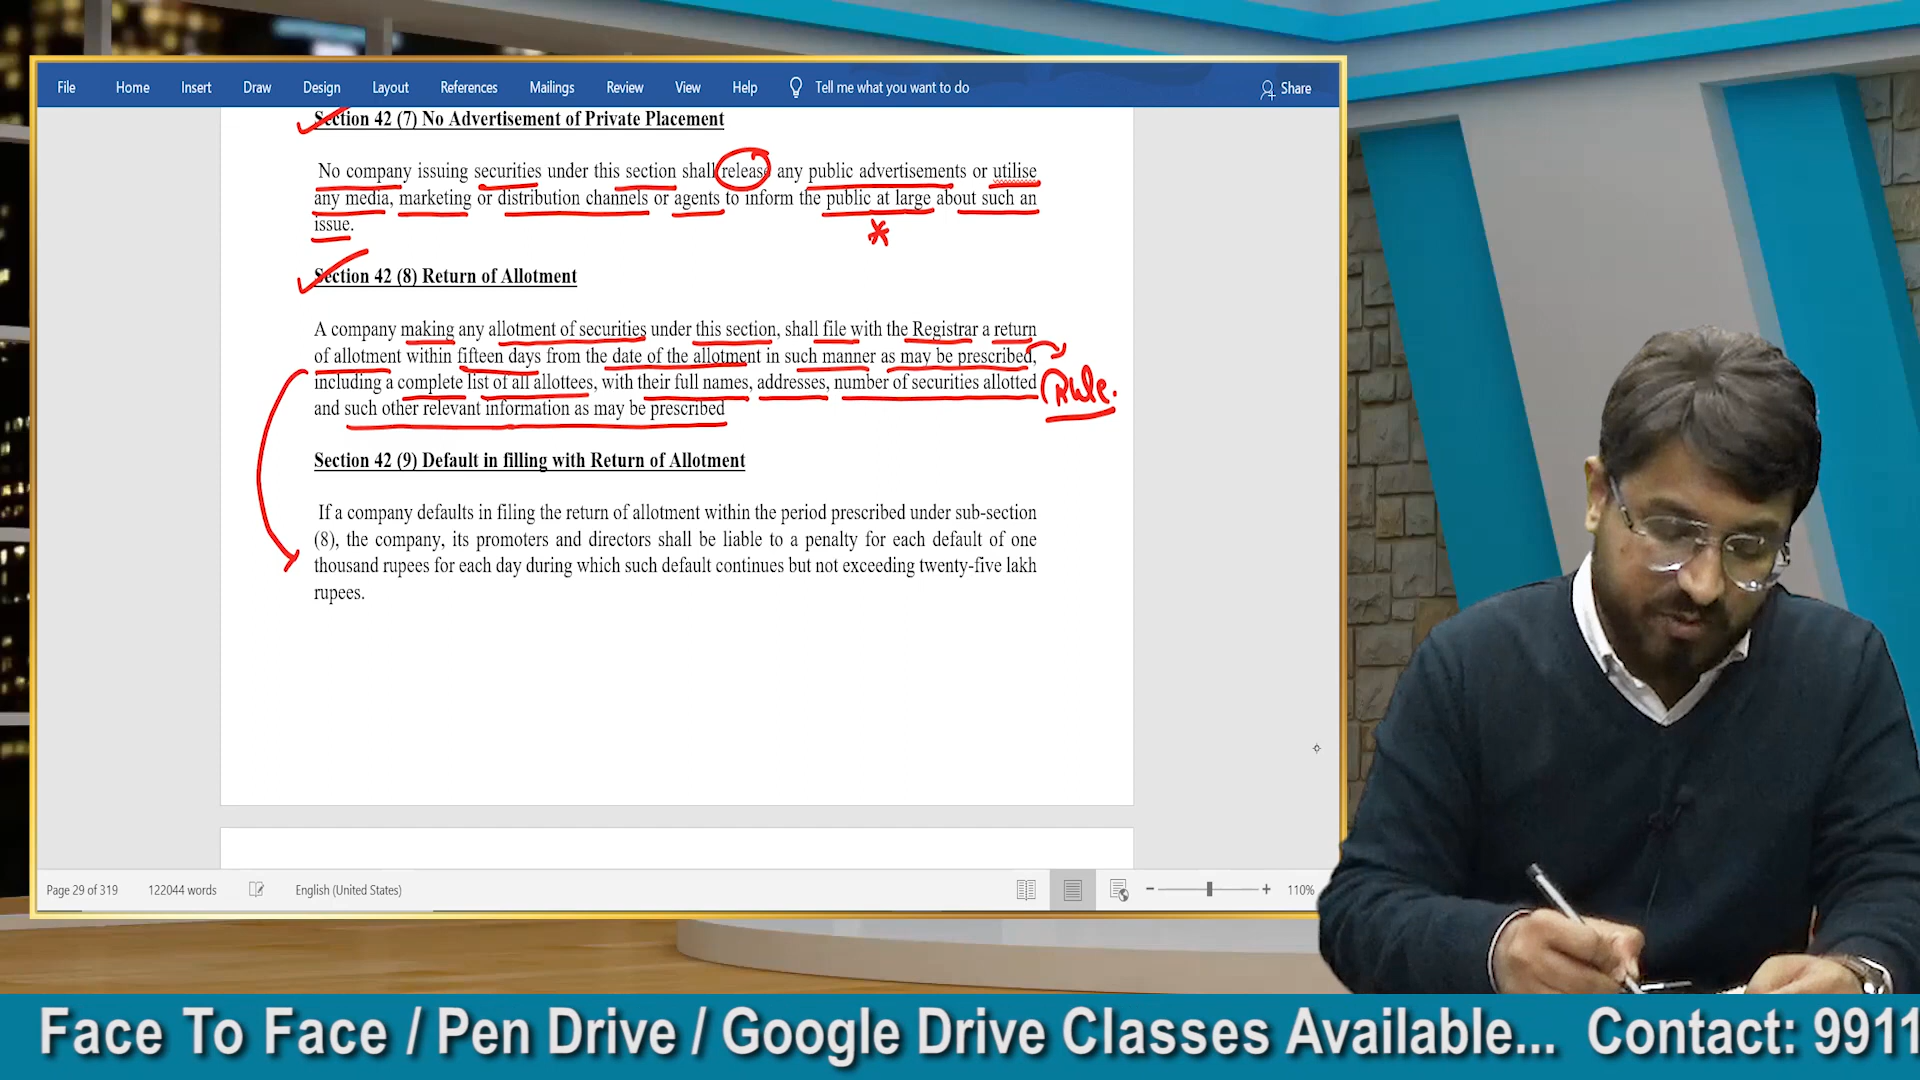 File Home Insert Draw Design Layout References Mailings Review View Help Tell me what you want to do Share
Section 42 (7) No Advertisement of Private Placement
No company issuing securities under this section shall release any public advertisements or utilise
any media, marketing or distribution channels or agents to inform the public at large about such an
issue.
Section 42 (8) Return of Allotment
A company making any allotment of securities under this section, shall file with the Registrar a return
of allotment within fifteen days from the date of the allotment in such manner as may be prescribed,
including a complete list of all allottees, with their full names, addresses, number of securities allotted
Rule.
and such other relevant information as may be prescribed
Section 42 (9) Default in filling with Return of Allotment
If a company defaults in filing the return of allotment within the period prescribed under sub-section
(8), the company, its promoters and directors shall be liable to a penalty for each default of one
thousand rupees for each day during which such default continues but not exceeding twenty-five lakh
rupees.
Page 29 of 319 122044 words English (United States) 110%
Face To Face / Pen Drive / Google Drive Classes Available... Contact: 9911